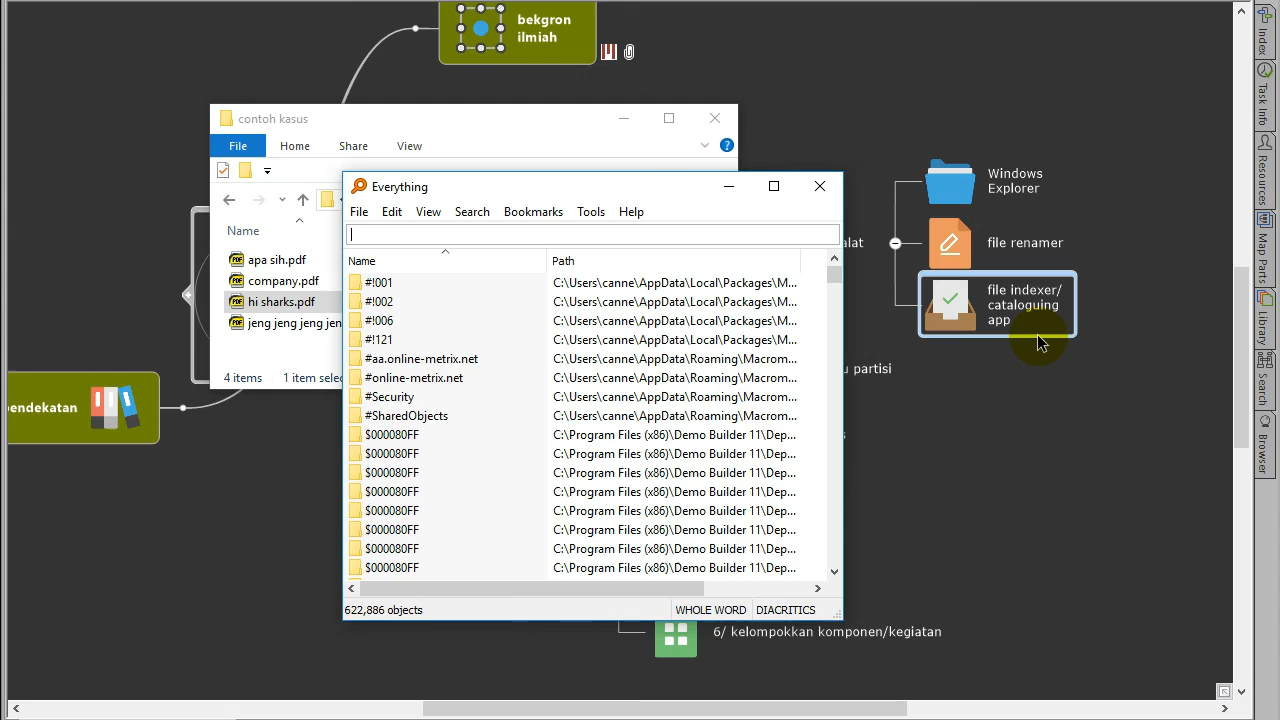 bekgron
ilmiah
contoh kasus
File
Home
Share
View
Name
apa sih.pdf
company.pdf
hi sharks.pdf
jeng jeng jeng jen
4 items
1 item selec
Everything
File
Edit
View
Search
Bookmarks
Tools
Help
Name
Path
#!001
C:\Users\canne\AppData\Local\Packages\M...
#!002
C:\Users\canne\AppData\Local\Packages\M...
#!006
C:\Users\canne\AppData\Local\Packages\M...
#!121
C:\Users\canne\AppData\Local\Packages\M...
#aa.online-metrix.net
C:\Users\canne\AppData\Roaming\Macrom...
#online-metrix.net
C:\Users\canne\AppData\Roaming\Macrom...
#Security
C:\Users\canne\AppData\Roaming\Macrom...
#SharedObjects
C:\Users\canne\AppData\Roaming\Macrom...
$000080FF
C:\Program Files (x86)\Demo Builder 11\Dep...
$000080FF
C:\Program Files (x86)\Demo Builder 11\Dep...
$000080FF
C:\Program Files (x86)\Demo Builder 11\Dep...
$000080FF
C:\Program Files (x86)\Demo Builder 11\Dep...
$000080FF
C:\Program Files (x86)\Demo Builder 11\Dep...
$000080FF
C:\Program Files (x86)\Demo Builder 11\Dep...
$000080FF
C:\Program Files (x86)\Demo Builder 11\Dep...
$000080FF
C:\Program Files (x86)\Demo Builder 11\Dep...
622,886 objects
WHOLE WORD
DIACRITICS
pendekatan
alat
Windows
Explorer
file renamer
file indexer/
cataloguing
app
u partisi
6/ kelompokkan komponen/kegiatan
Index
Task Info
Resources
Map Parts
Library
Search
Browser